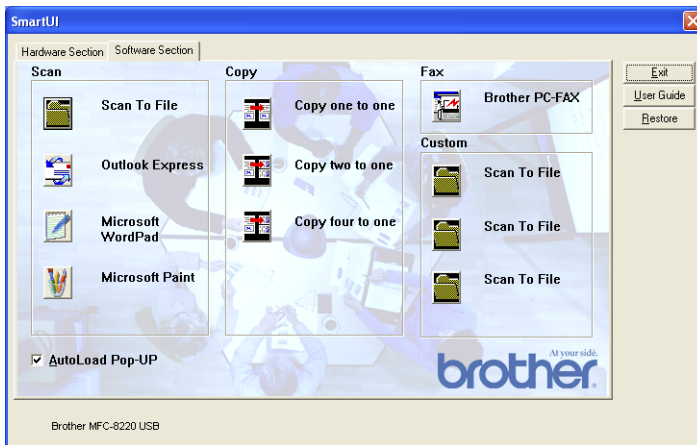 SmartUI
Hardware Section
Software Section
Scan
Scan To File
Outlook Express
Microsoft
WordPad
Microsoft Paint
Copy
Copy one to one
Copy two to one
Copy four to one
Fax
Brother PC-FAX
Custom
Scan To File
Scan To File
Scan To File
Exit
User Guide
Restore
AutoLoad Pop-UP
At your side.
brother
Brother MFC-8220 USB